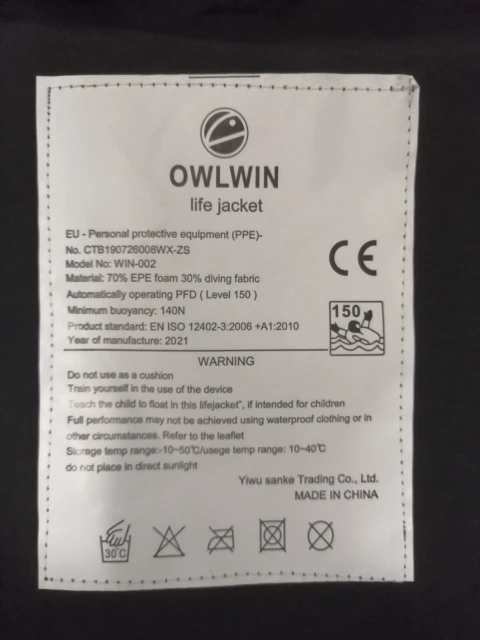 OWLWIN
life jacket
EU - Personal protective equipment (PPE)-
No. CTB190726008WX-ZS
Model No: WIN-002
Material: 70% EPE foam 30% diving fabric
Automatically operating PFD ( Level 150 )
Minimum buoyancy: 140N
Product standard: EN ISO 12402-3:2006 +A1:2010
Year of manufacture: 2021
CE
150
WARNING
Do not use as a cushion
Train yourself in the use of the device
Teach the child to float in this lifejacket", if intended for children
Full performance may not be achieved using waterproof clothing or in
other circumstances. Refer to the leaflet
Storage temp range:-10~50℃/usege temp range: 10~40℃
do not place in direct sunlight
Yiwu sanke Trading Co., Ltd.
MADE IN CHINA
30℃